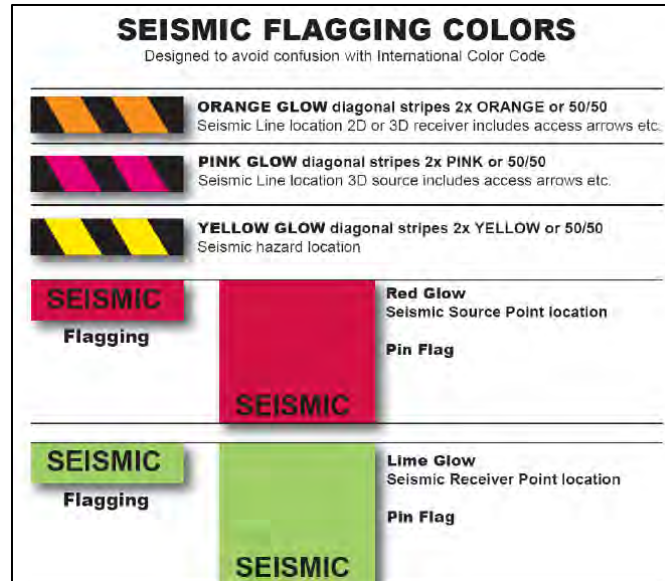 SEISMIC FLAGGING COLORS
Designed to avoid confusion with International Color Code
ORANGE GLOW diagonal stripes 2x ORANGE or 50/50
Seismic Line location 2D or 3D receiver includes access arrows etc.
PINK GLOW diagonal stripes 2x PINK or 50/50
Seismic Line location 3D source includes access arrows etc.
YELLOW GLOW diagonal stripes 2x YELLOW or 50/50
Seismic hazard location
SEISMIC
Flagging
SEISMIC
Red Glow
Seismic Source Point location
Pin Flag
SEISMIC
Flagging
SEISMIC
Lime Glow
Seismic Receiver Point location
Pin Flag